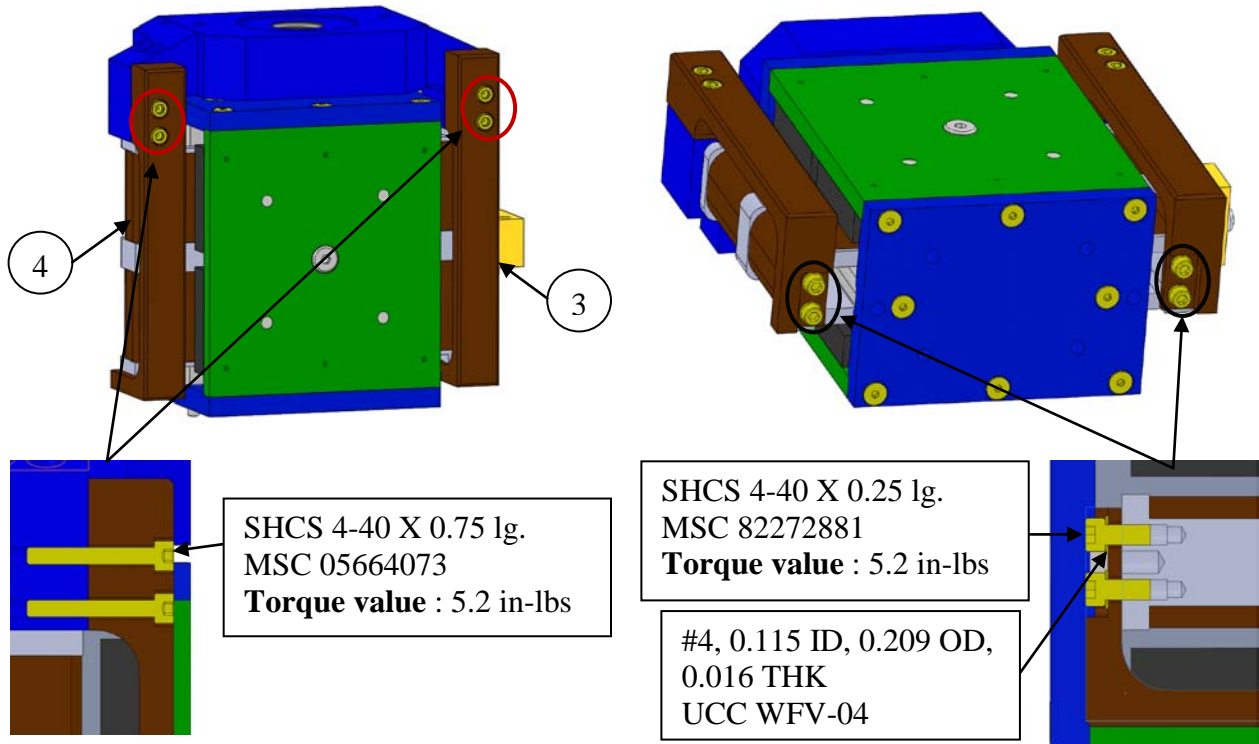 4
3
SHCS 4-40 X 0.75 lg.
MSC 05664073
Torque value : 5.2 in-lbs
SHCS 4-40 X 0.25 lg.
MSC 82272881
Torque value : 5.2 in-lbs
#4, 0.115 ID, 0.209 OD,
0.016 THK
UCC WFV-04